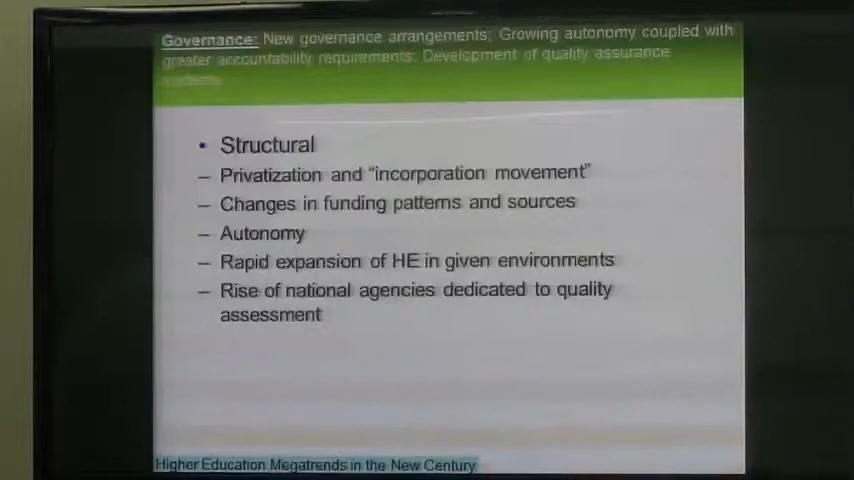 Governance: New governance arrangements; Growing autonomy coupled with
greater accountability requirements; Development of quality assurance
systems
• Structural
– Privatization and “incorporation movement”
– Changes in funding patterns and sources
– Autonomy
– Rapid expansion of HE in given environments
– Rise of national agencies dedicated to quality
assessment
Higher Education Megatrends in the New Century